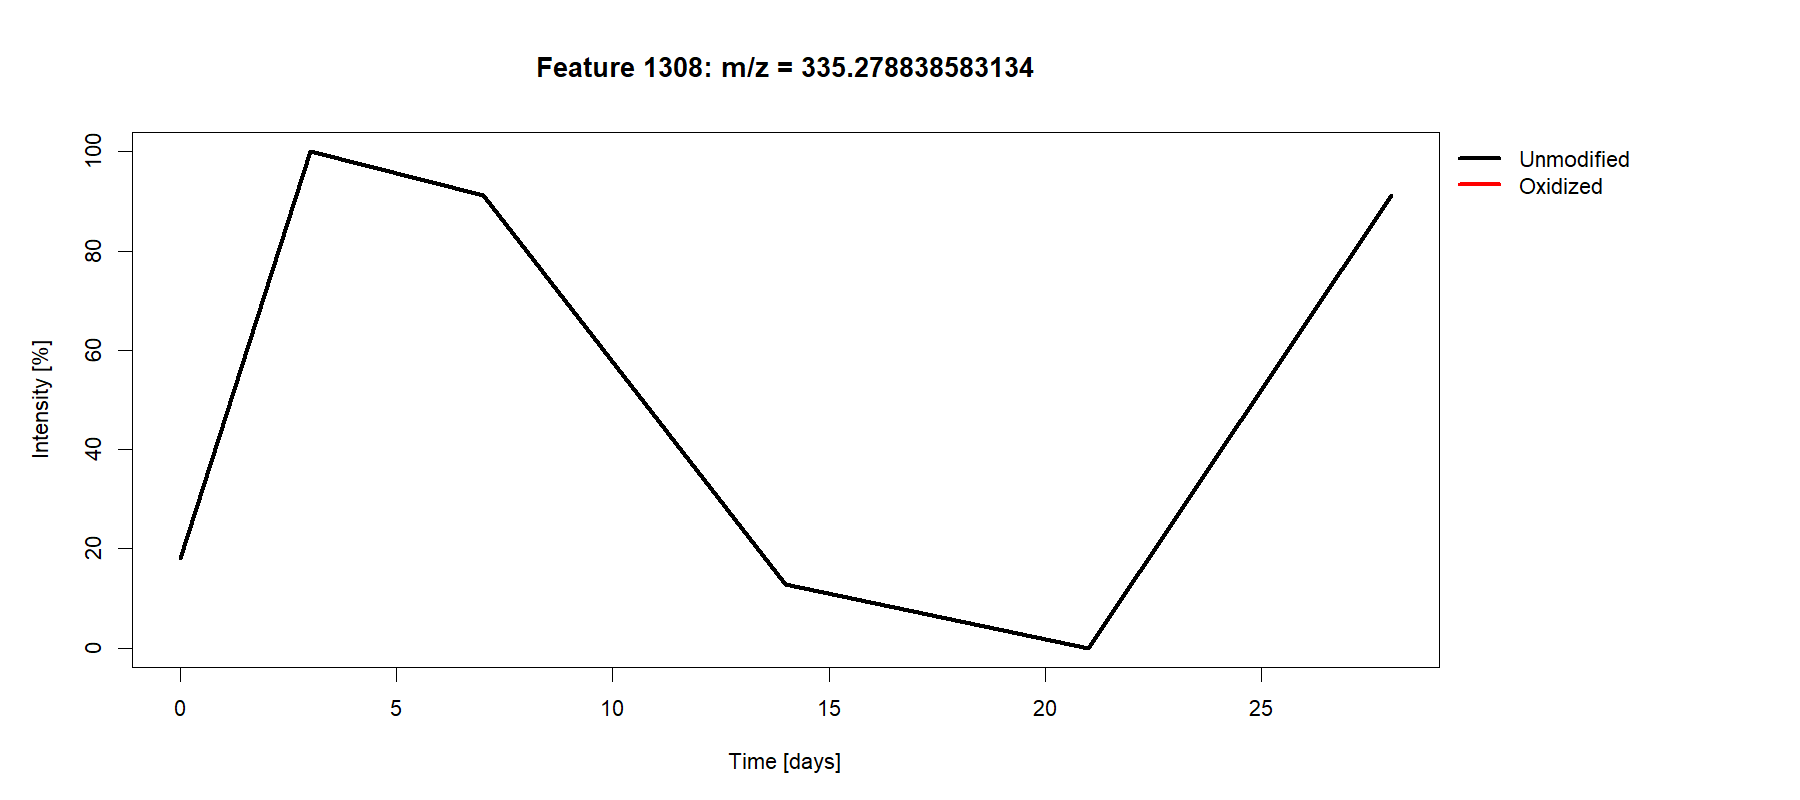 Feature 1308: m/z = 335.278838583134
Unmodified
Oxidized
Intensity [%]
100
80
60
40
20
0
0 5 10 15 20 25
Time [days]